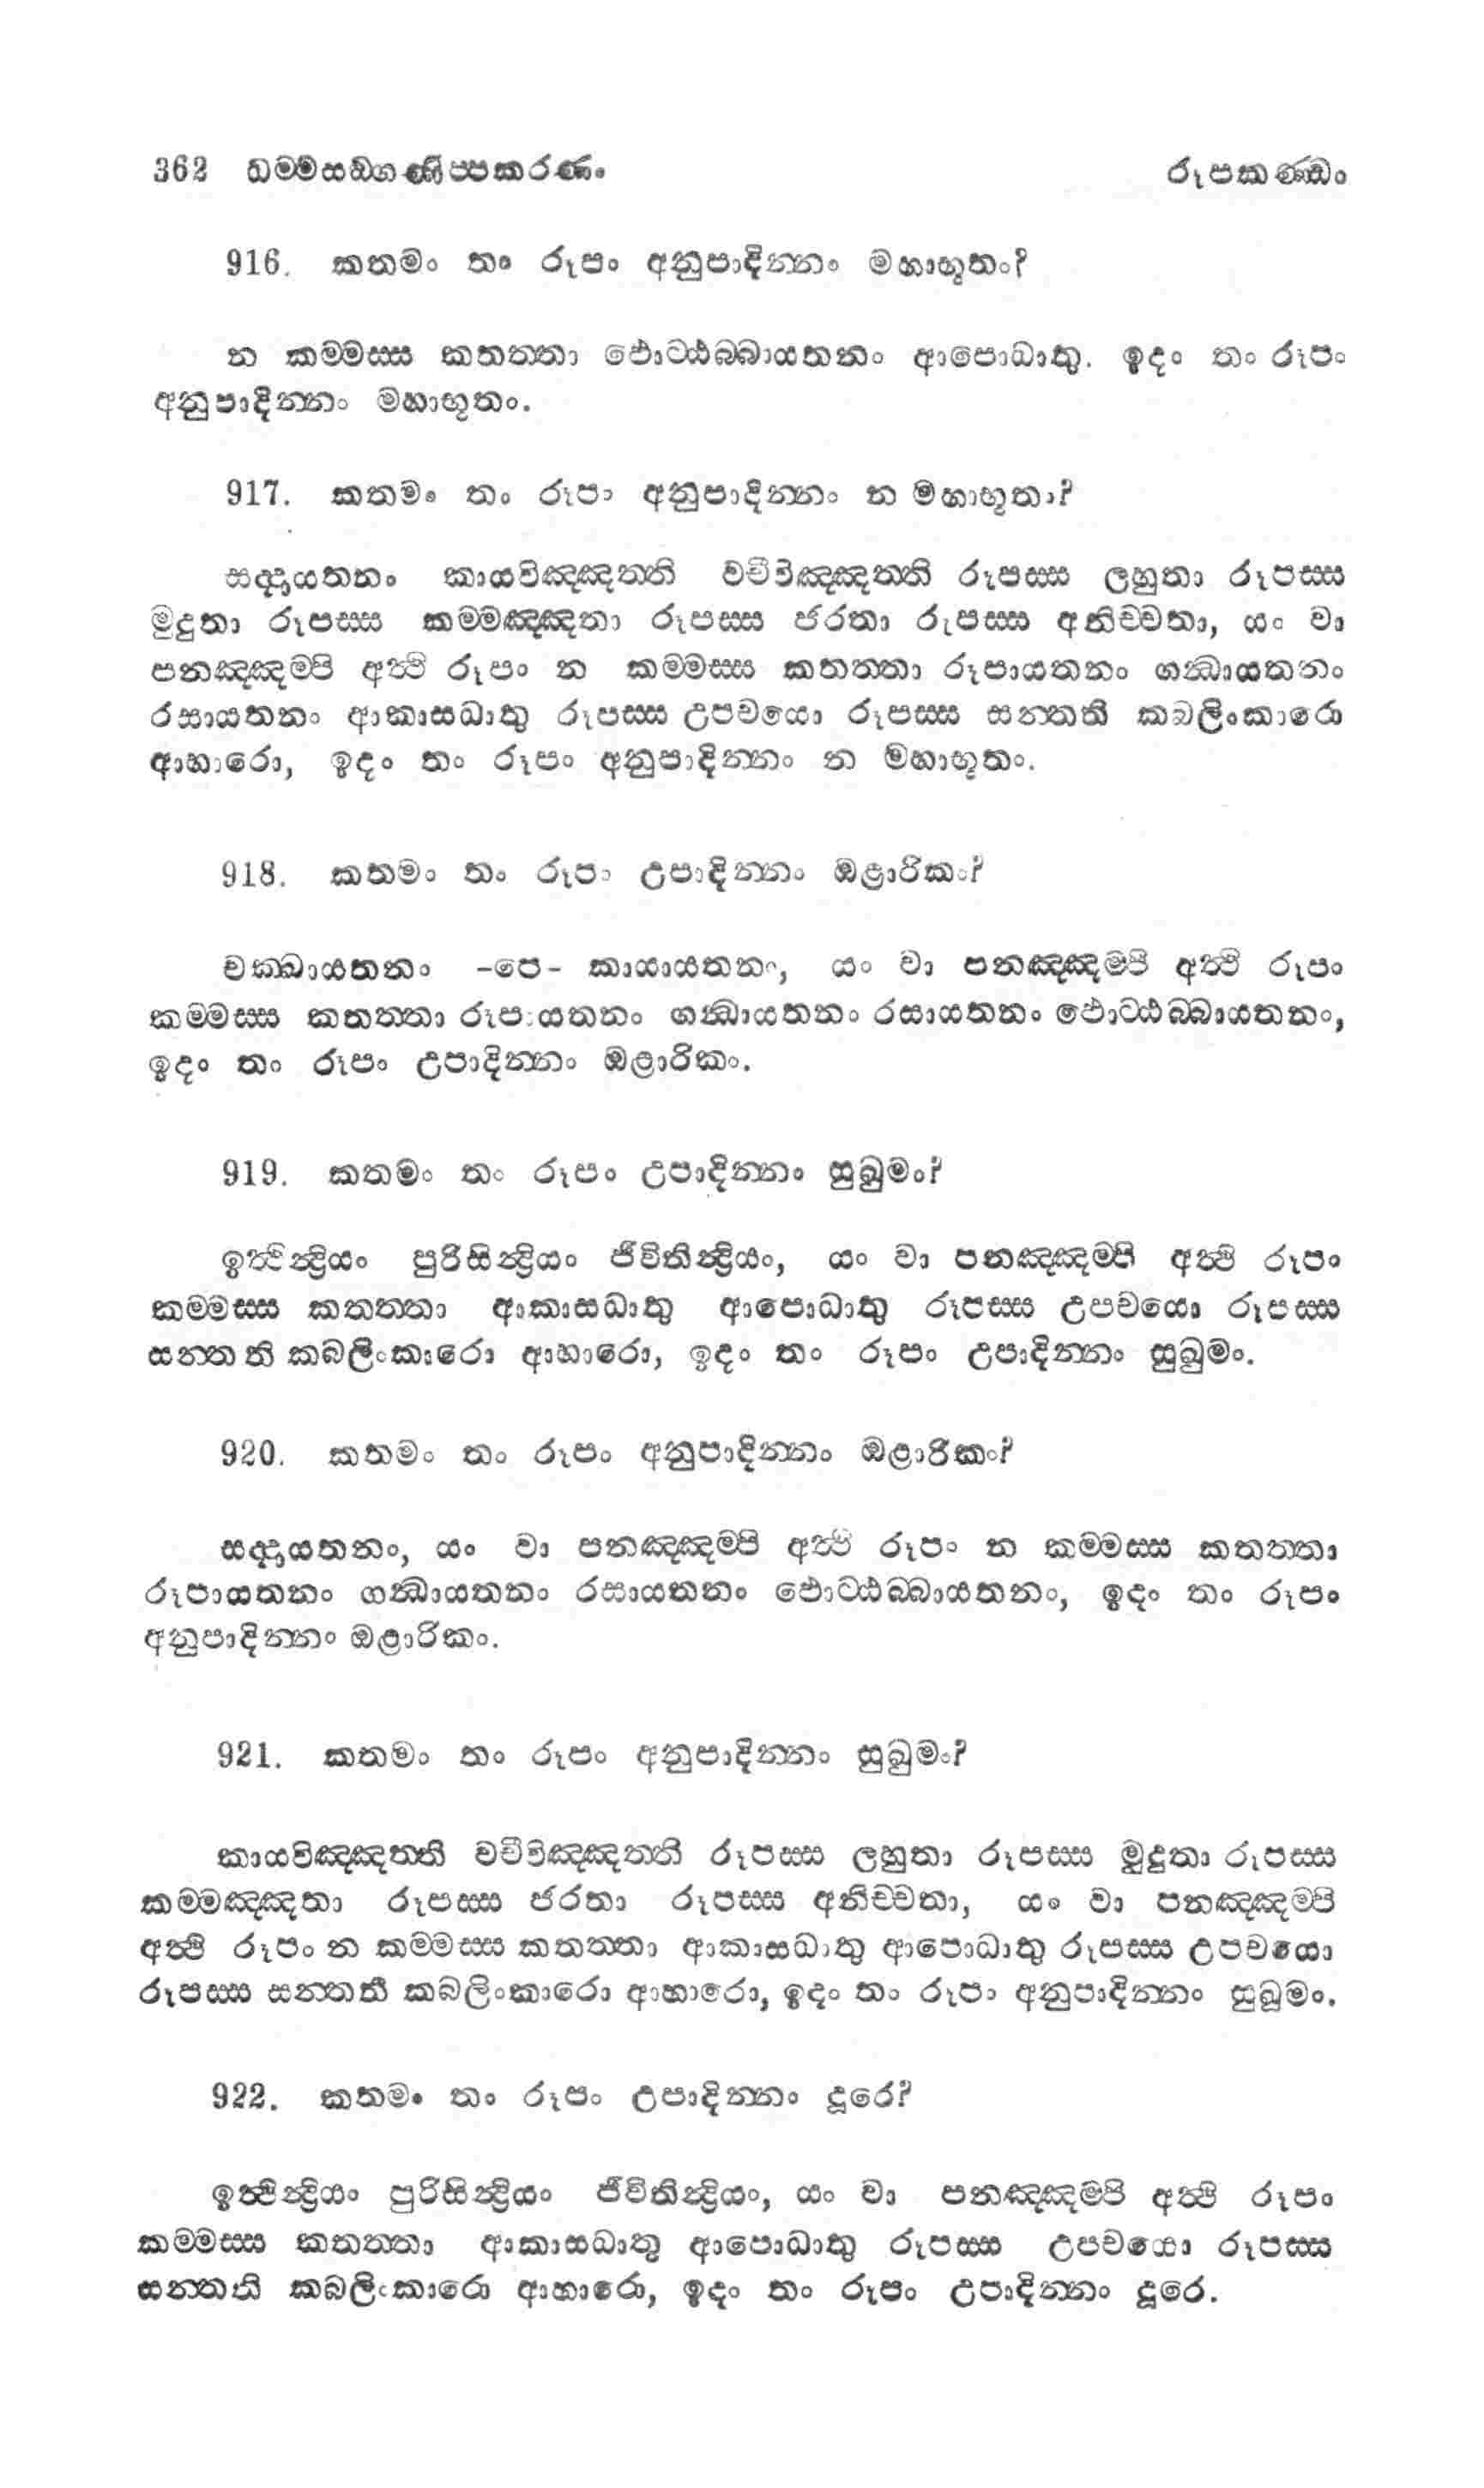 362 ධම්මසඞ්ගණිප්පකරණං රූපකණ්ඩං
916. කතමං තං රූපං අනුපාදින්නං මහාභූතං?
න කම්මස්ස කතත්තා ඵොට්ඨබ්බායතනං ආපොධාතු. ඉදං තං රූපං
අනුපාදින්නං මහාභූතං.
917. කතමං තං රූපං අනුපාදින්නං න මහාභූතං?
සද්දායතනං කායවිඤ්ඤත්ති වචීවිඤ්ඤත්ති රූපස්ස ලහුතා රූපස්ස
මුදුතා රූපස්ස කම්මඤ්ඤතා රූපස්ස ජරතා රූපස්ස අනිච්චතා, යං වා
පනඤ්ඤම්පි අත්ථි රූපං න කම්මස්ස කතත්තා රූපායතනං ගන්ධායතනං
රසායතනං ආකාසධාතු රූපස්ස උපචයො රූපස්ස සන්තති කබලිංකාරො
ආහාරො, ඉදං තං රූපං අනුපාදින්නං න මහාභූතං.
918. කතමං තං රූපං උපාදින්නං ඔළාරිකං?
චක්ඛායතනං -පෙ- කායායතනං, යං වා පනඤ්ඤම්පි අත්ථි රූපං
කම්මස්ස කතත්තා රූපායතනං ගන්ධායතනං රසායතනං ඵොට්ඨබ්බායතනං,
ඉදං තං රූපං උපාදින්නං ඔළාරිකං.
919. කතමං තං රූපං උපාදින්නං සුඛුමං?
ඉත්ථින්ද්‍රියං පුරිසින්ද්‍රියං ජීවිතින්ද්‍රියං, යං වා පනඤ්ඤම්පි අත්ථි රූපං
කම්මස්ස කතත්තා ආකාසධාතු ආපොධාතු රූපස්ස උපචයො රූපස්ස
සන්තති කබලිංකාරො ආහාරො, ඉදං තං රූපං උපාදින්නං සුඛුමං.
920. කතමං තං රූපං අනුපාදින්නං ඔළාරිකං?
සද්දායතනං, යං වා පනඤ්ඤම්පි අත්ථි රූපං න කම්මස්ස කතත්තා
රූපායතනං ගන්ධායතනං රසායතනං ඵොට්ඨබ්බායතනං, ඉදං තං රූපං
අනුපාදින්නං ඔළාරිකං.
921. කතමං තං රූපං අනුපාදින්නං සුඛුමං?
කායවිඤ්ඤත්ති වචීවිඤ්ඤත්ති රූපස්ස ලහුතා රූපස්ස මුදුතා රූපස්ස
කම්මඤ්ඤතා රූපස්ස ජරතා රූපස්ස අනිච්චතා, යං වා පනඤ්ඤම්පි
අත්ථි රූපං න කම්මස්ස කතත්තා ආකාසධාතු ආපොධාතු රූපස්ස උපචයො
රූපස්ස සන්තති කබලිංකාරො ආහාරො, ඉදං තං රූපං අනුපාදින්නං සුඛුමං.
922. කතමං තං රූපං උපාදින්නං දූරෙ?
ඉත්ථින්ද්‍රියං පුරිසින්ද්‍රියං ජීවිතින්ද්‍රියං, යං වා පනඤ්ඤම්පි අත්ථි රූපං
කම්මස්ස කතත්තා ආකාසධාතු ආපොධාතු රූපස්ස උපචයො රූපස්ස
සන්තති කබලිංකාරො ආහාරො, ඉදං තං රූපං උපාදින්නං දූරෙ.